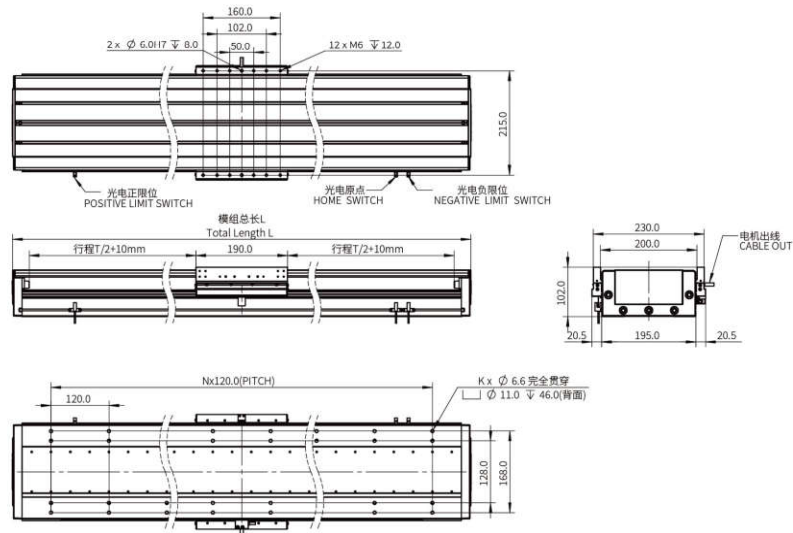 160.0
102.0
2 x ∅ 6.0H7 ↧ 8.0
50.0
12 x M6 ↧ 12.0
215.0
光电正限位
POSITIVE LIMIT SWITCH
光电原点
HOME SWITCH
光电负限位
NEGATIVE LIMIT SWITCH
模组总长L
Total Length L
行程T/2+10mm
190.0
行程T/2+10mm
230.0
200.0
电机出线
CABLE OUT
102.0
20.5
195.0
20.5
Nx120.0(PITCH)
120.0
K x ∅ 6.6 完全贯穿
⌴ ∅ 11.0 ↧ 46.0(背面)
128.0
168.0